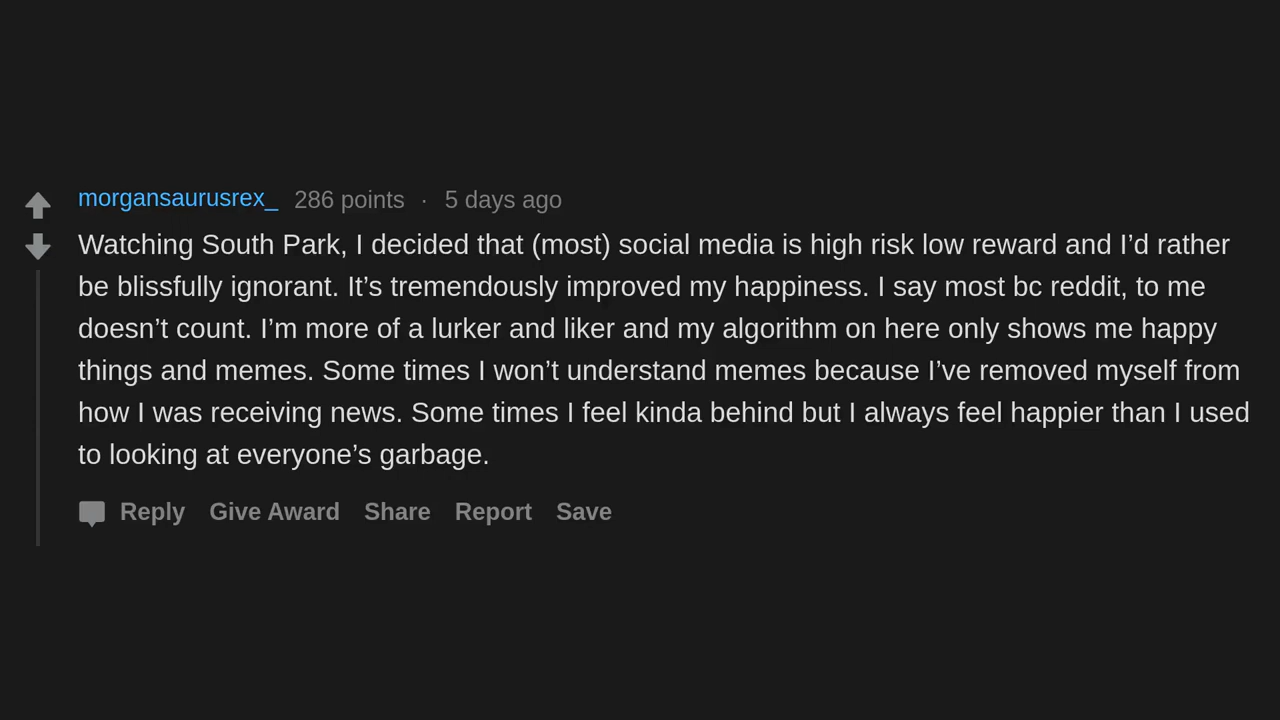 morgansaurusrex_ 286 points · 5 days ago
Watching South Park, I decided that (most) social media is high risk low reward and I’d rather
be blissfully ignorant. It’s tremendously improved my happiness. I say most bc reddit, to me
doesn’t count. I’m more of a lurker and liker and my algorithm on here only shows me happy
things and memes. Some times I won’t understand memes because I’ve removed myself from
how I was receiving news. Some times I feel kinda behind but I always feel happier than I used
to looking at everyone’s garbage.
Reply Give Award Share Report Save